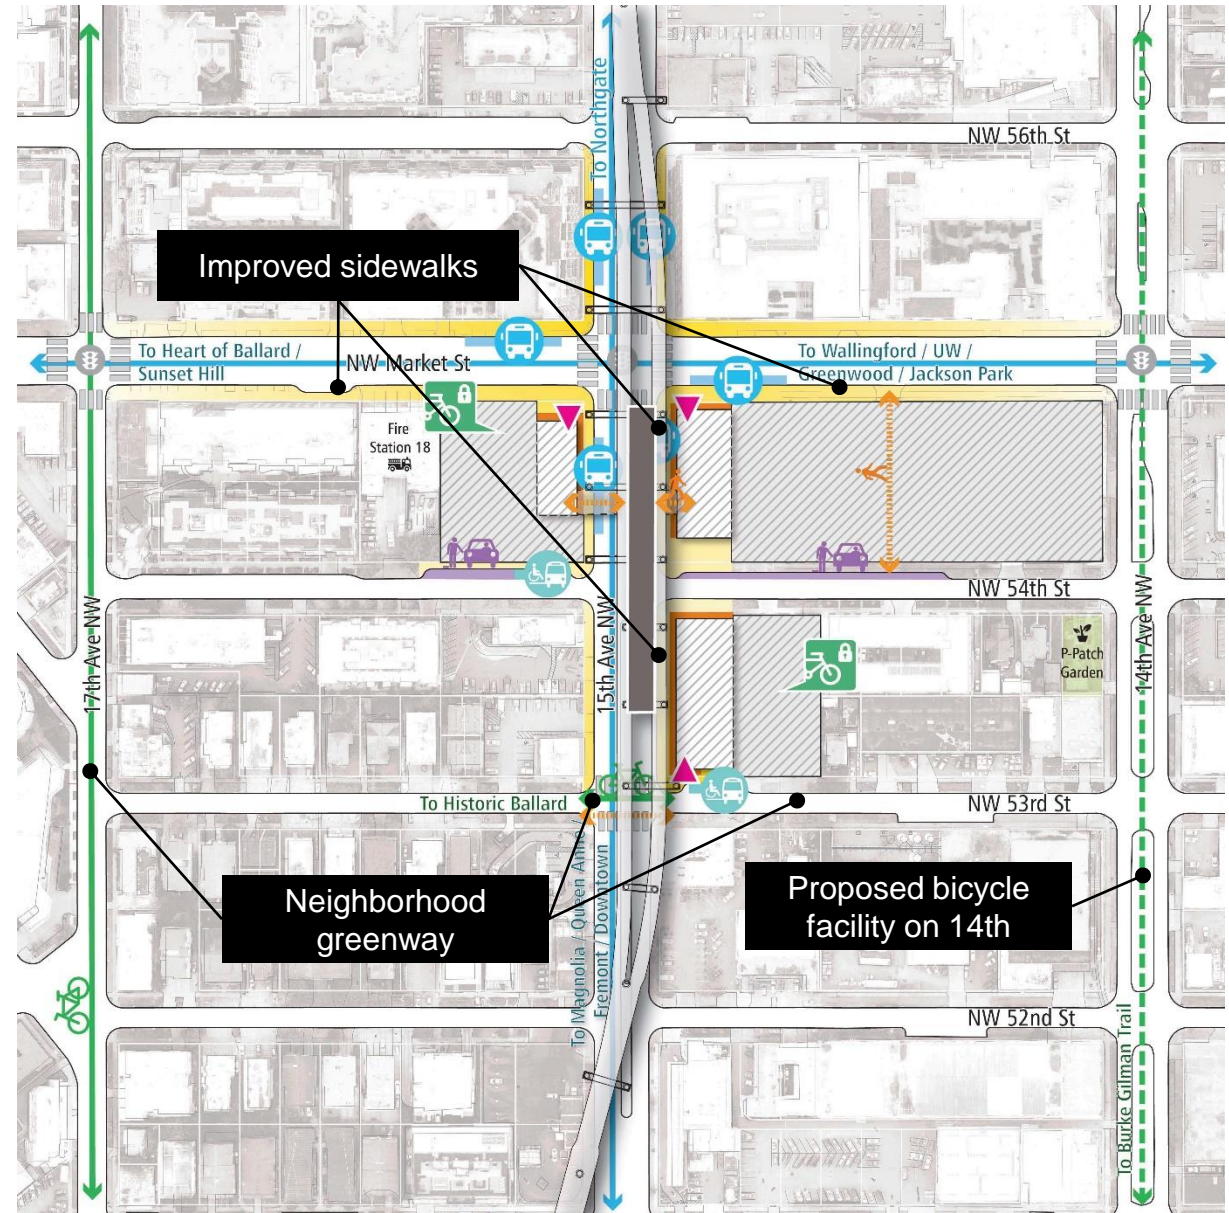 To Northgate
NW 56th St
Improved sidewalks
To Heart of Ballard /
Sunset Hill
NW Market St
To Wallingford / UW /
Greenwood / Jackson Park
Fire
Station 18
NW 54th St
17th Ave NW
15th Ave NW
14th Ave NW
P-Patch
Garden
To Historic Ballard
NW 53rd St
Neighborhood
greenway
To Magnolia / Queen Anne /
Fremont / Downtown
Proposed bicycle
facility on 14th
NW 52nd St
To Burke Gilman Trail